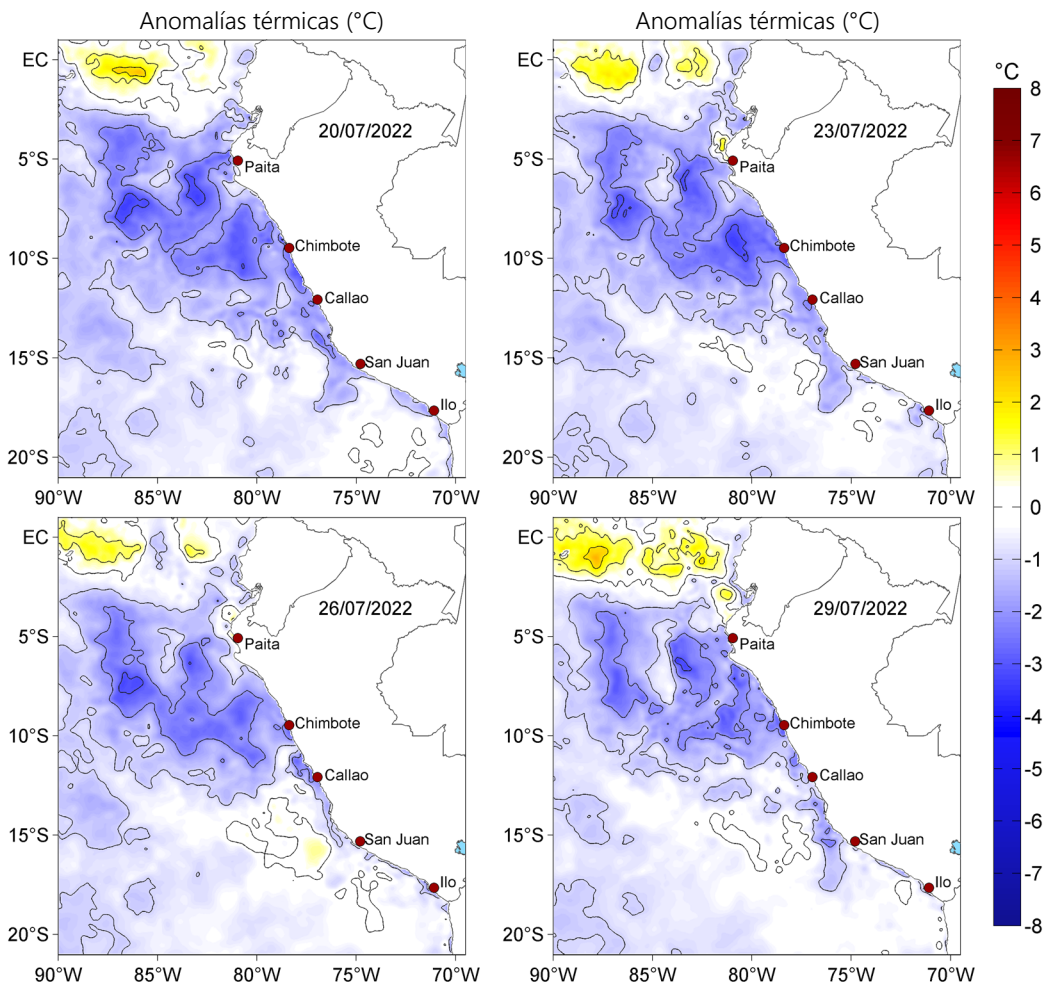 Anomalías térmicas (°C)
Anomalías térmicas (°C)
EC
5°S
10°S
15°S
20°S
90°W
85°W
80°W
75°W
70°W
20/07/2022
Paita
Chimbote
Callao
San Juan
Ilo
EC
5°S
10°S
15°S
20°S
90°W
85°W
80°W
75°W
70°W
23/07/2022
Paita
Chimbote
Callao
San Juan
Ilo
EC
5°S
10°S
15°S
20°S
90°W
85°W
80°W
75°W
70°W
26/07/2022
Paita
Chimbote
Callao
San Juan
Ilo
EC
5°S
10°S
15°S
20°S
90°W
85°W
80°W
75°W
70°W
29/07/2022
Paita
Chimbote
Callao
San Juan
Ilo
°C
8
7
6
5
4
3
2
1
0
-1
-2
-3
-4
-5
-6
-7
-8